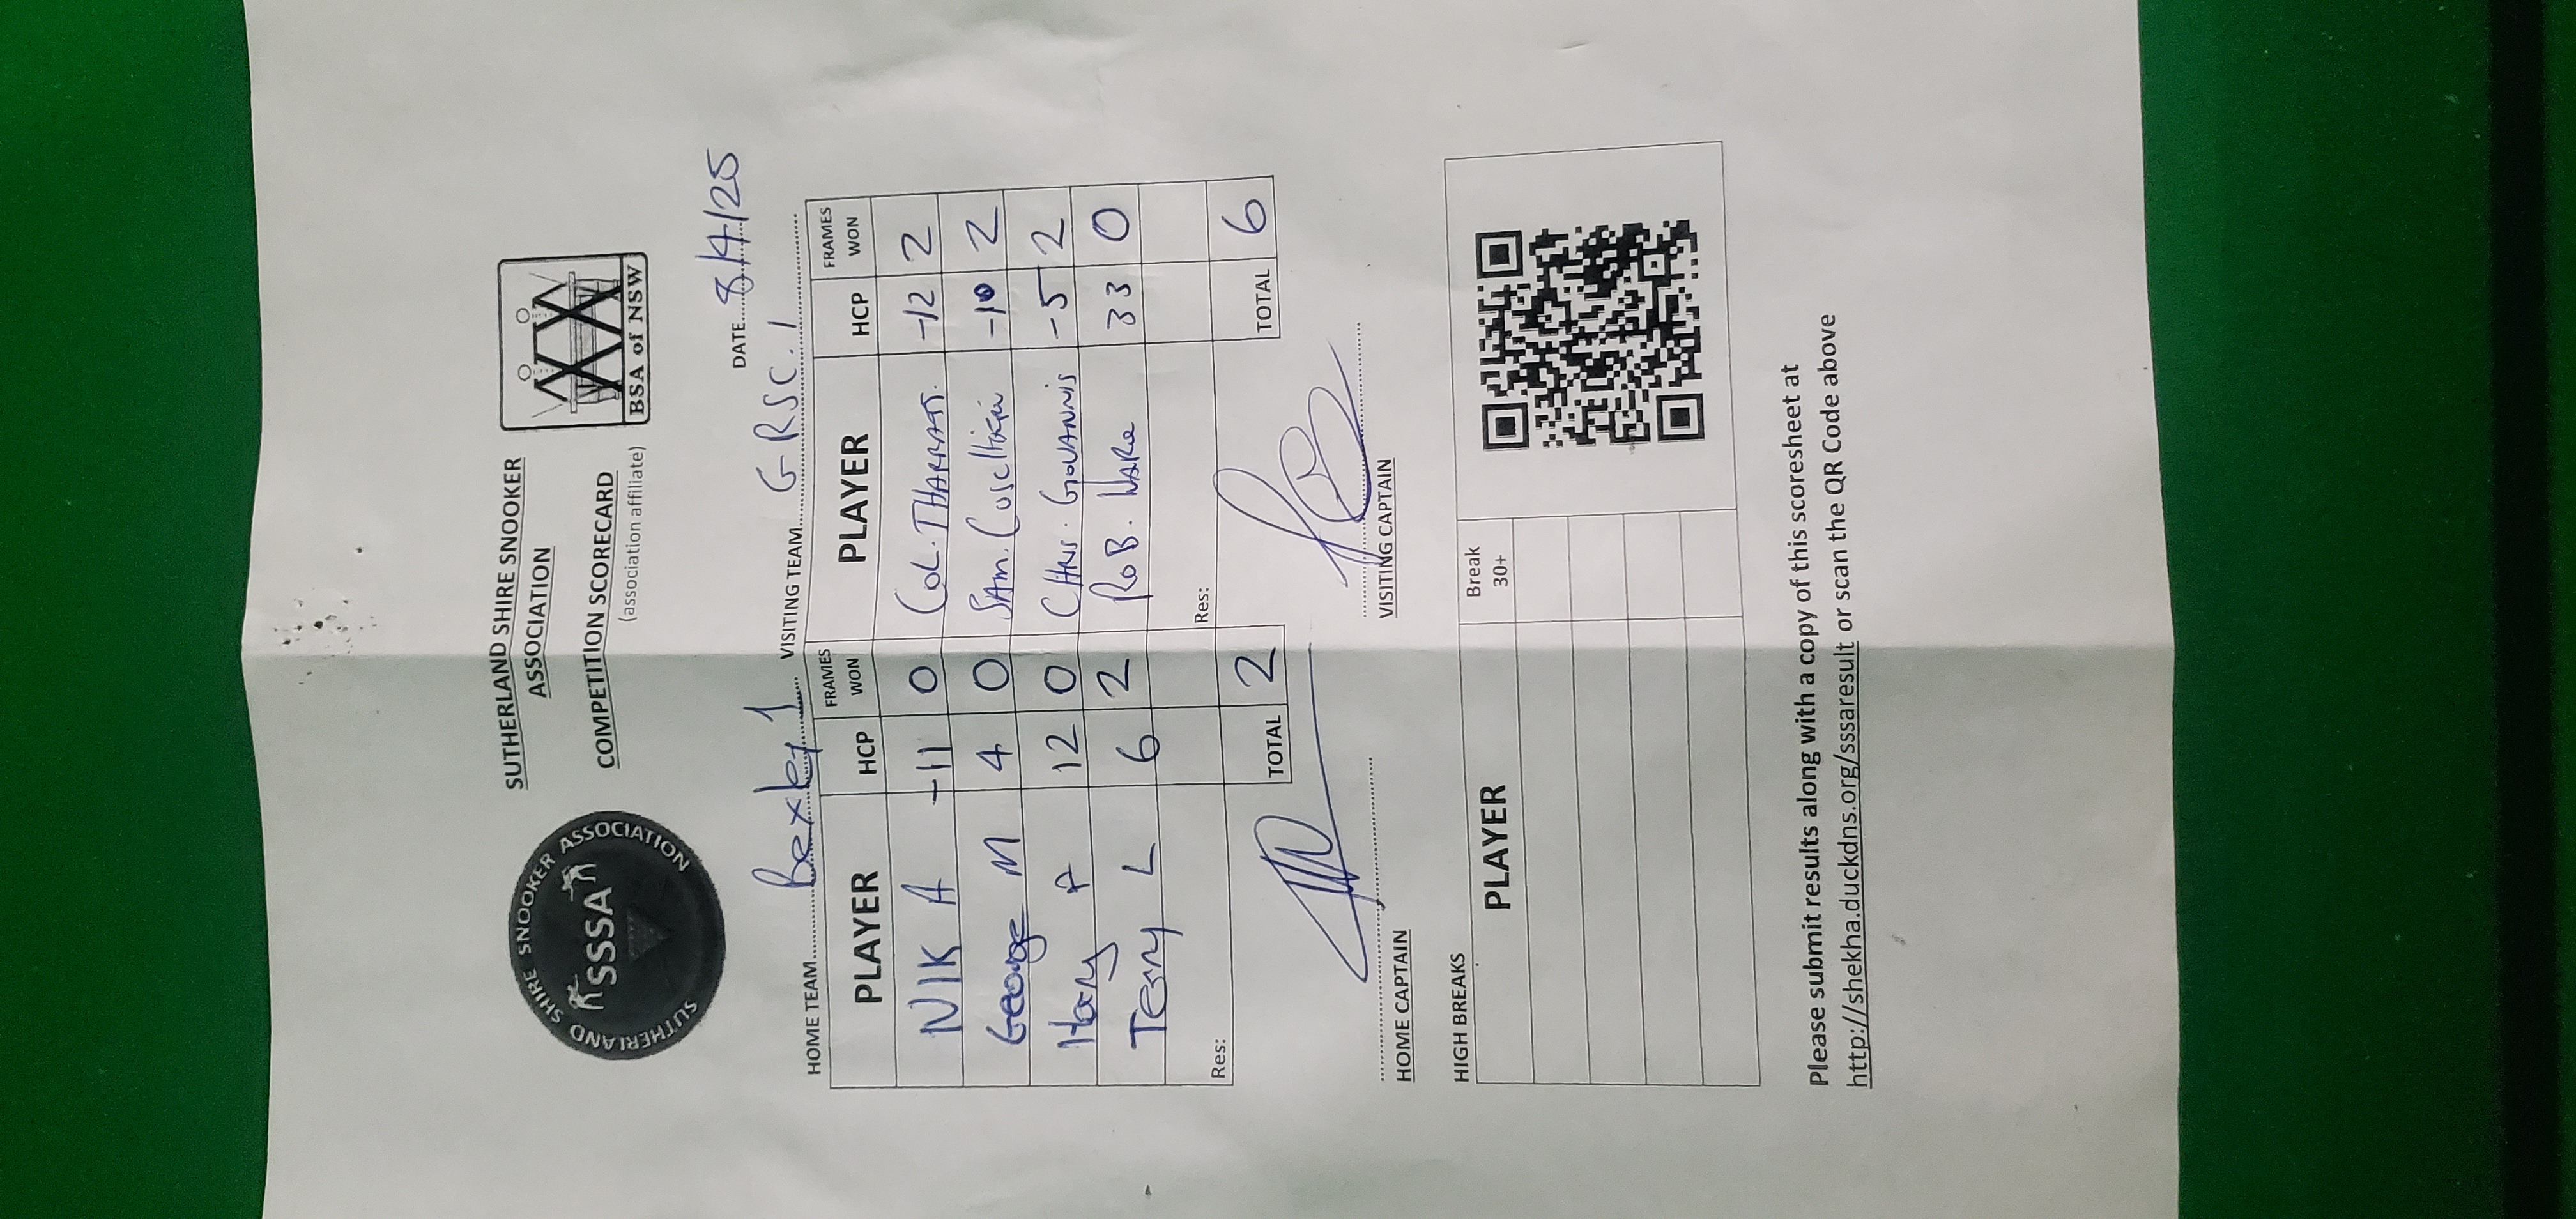 SUTHERLAND SHIRE SNOOKER ASSOCIATION
SSSA
SUTHERLAND SHIRE SNOOKER
ASSOCIATION
COMPETITION SCORECARD
(association affiliate)
BSA of NSW
DATE 8/4/25
HOME TEAM Bexley 1 VISITING TEAM GRSC.1
PLAYER HCP FRAMES WON PLAYER HCP FRAMES WON
NIK A -11 0 COL. THARRATT. -12 2
George M 4 0 SAM. -10 2
12 0 CHRIS. GIOVANNIS -5 2
Terry L 6 2 ROB. WARE 33 0
Res: Res:
TOTAL 2 TOTAL 6
HOME CAPTAIN VISITING CAPTAIN
HIGH BREAKS
PLAYER Break 30+
Please submit results along with a copy of this scoresheet at
http://shekha.duckdns.org/sssaresult or scan the QR Code above